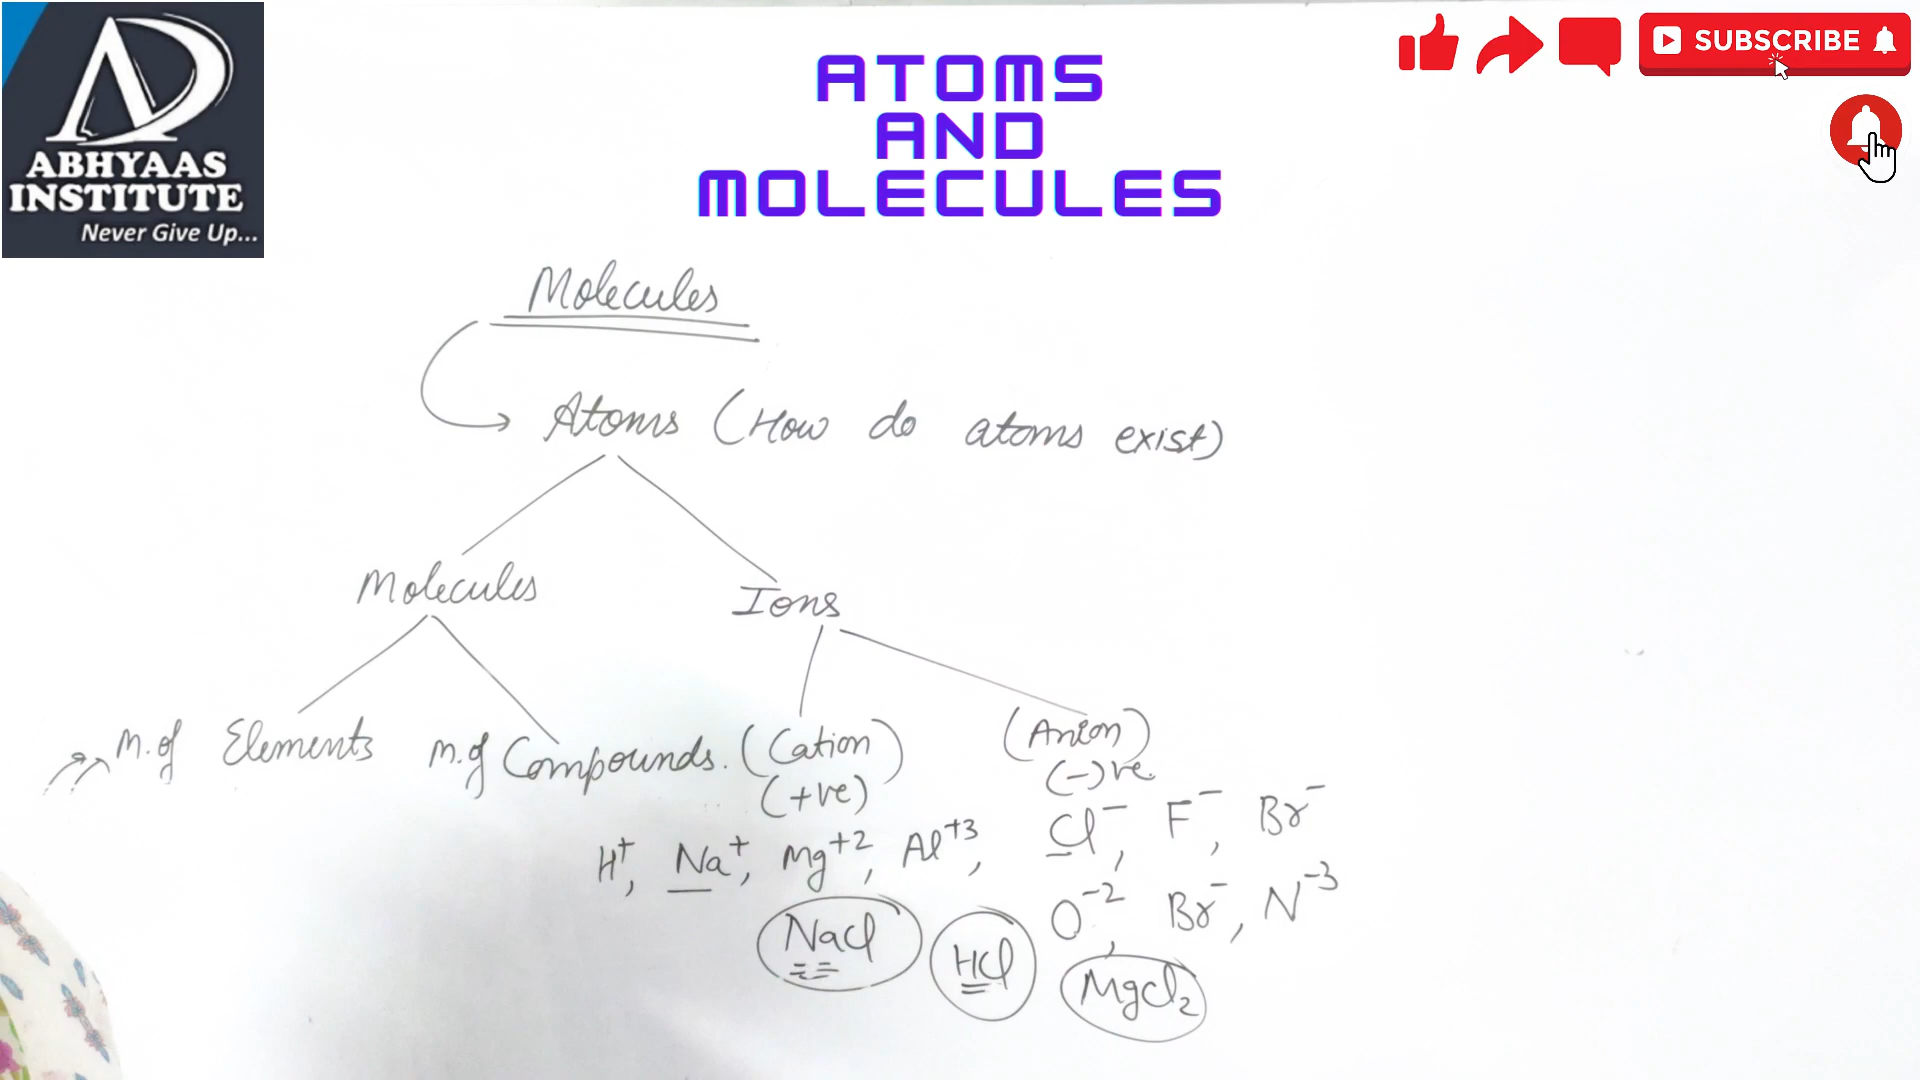 ABHYAAS
INSTITUTE
Never Give Up...
ATOMS
AND
MOLECULES
SUBSCRIBE
Molecules
Atoms (How do atoms exist)
Molecules
Ions
M. of Elements
m. of Compounds.
(Cation)
(+ve)
(Anion)
(-)ve
H⁺, Na⁺, Mg⁺², Al⁺³,
Cl⁻, F⁻, Br⁻
O⁻², Br⁻, N⁻³
NaCl
HCl
MgCl₂